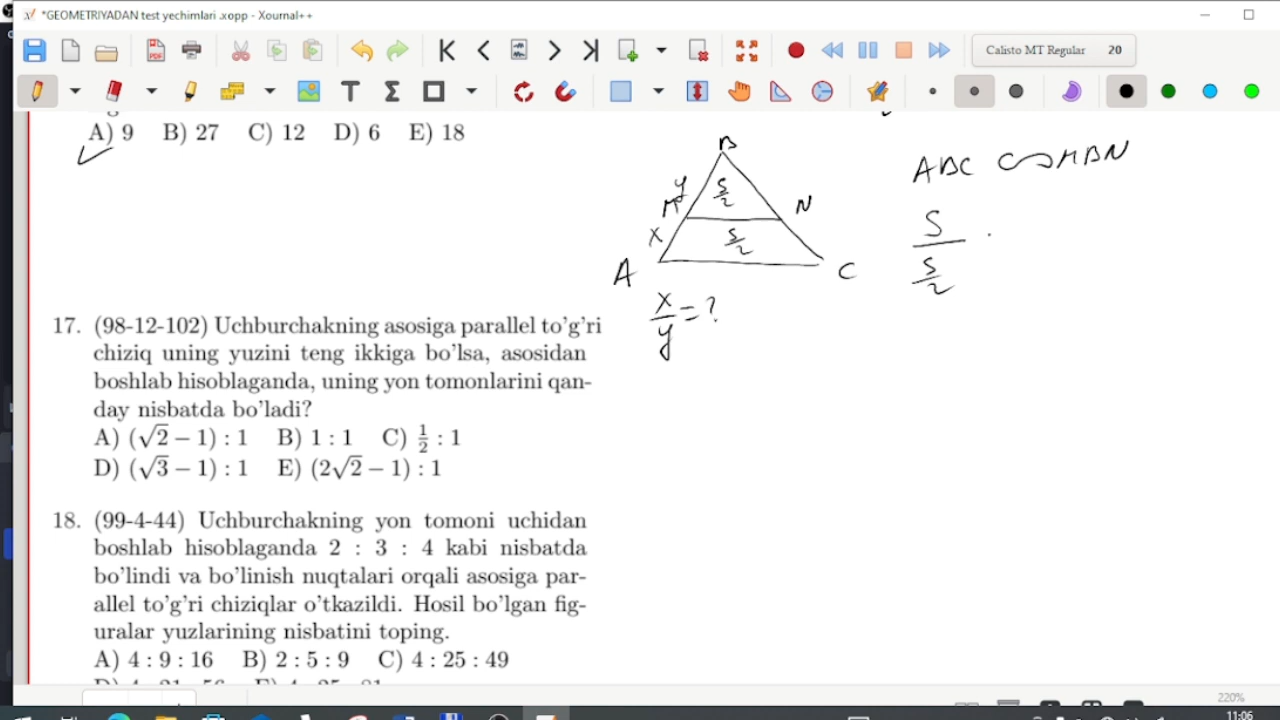 *GEOMETRIYADAN test yechimlari .xopp - Xournal++
Calisto MT Regular 20
A) 9 B) 27 C) 12 D) 6 E) 18
B
y
S/2
M
N
x
S/2
A
C
x/y = ?
ABC ∽ MBN
S
S/2
17. (98-12-102) Uchburchakning asosiga parallel to'g'ri
chiziq uning yuzini teng ikkiga bo'lsa, asosidan
boshlab hisoblaganda, uning yon tomonlarini qan-
day nisbatda bo'ladi?
A) (√2 − 1) : 1 B) 1 : 1 C) 1/2 : 1
D) (√3 − 1) : 1 E) (2√2 − 1) : 1
18. (99-4-44) Uchburchakning yon tomoni uchidan
boshlab hisoblaganda 2 : 3 : 4 kabi nisbatda
bo'lindi va bo'linish nuqtalari orqali asosiga par-
allel to'g'ri chiziqlar o'tkazildi. Hosil bo'lgan fig-
uralar yuzlarining nisbatini toping.
A) 4 : 9 : 16 B) 2 : 5 : 9 C) 4 : 25 : 49
220%
11:06